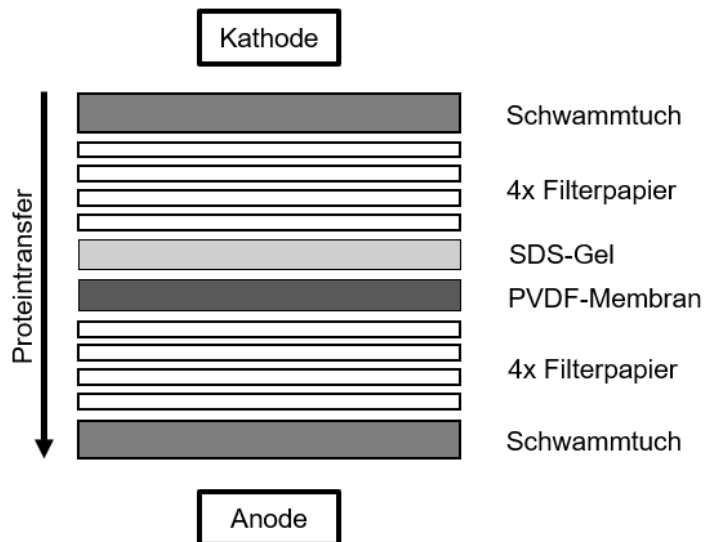 Kathode
Proteintransfer
Schwammtuch
4x Filterpapier
SDS-Gel
PVDF-Membran
4x Filterpapier
Schwammtuch
Anode